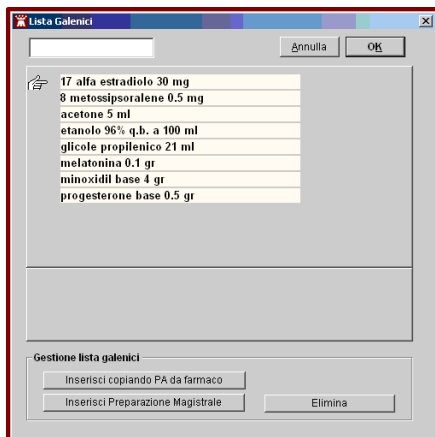 Lista Galenici
Annulla OK
17 alfa estradiolo 30 mg
8 metossipsoralene 0.5 mg
acetone 5 ml
etanolo 96% q.b. a 100 ml
glicole propilenico 21 ml
melatonina 0.1 gr
minoxidil base 4 gr
progesterone base 0.5 gr
Gestione lista galenici
Inserisci copiando PA da farmaco
Inserisci Preparazione Magistrale Elimina